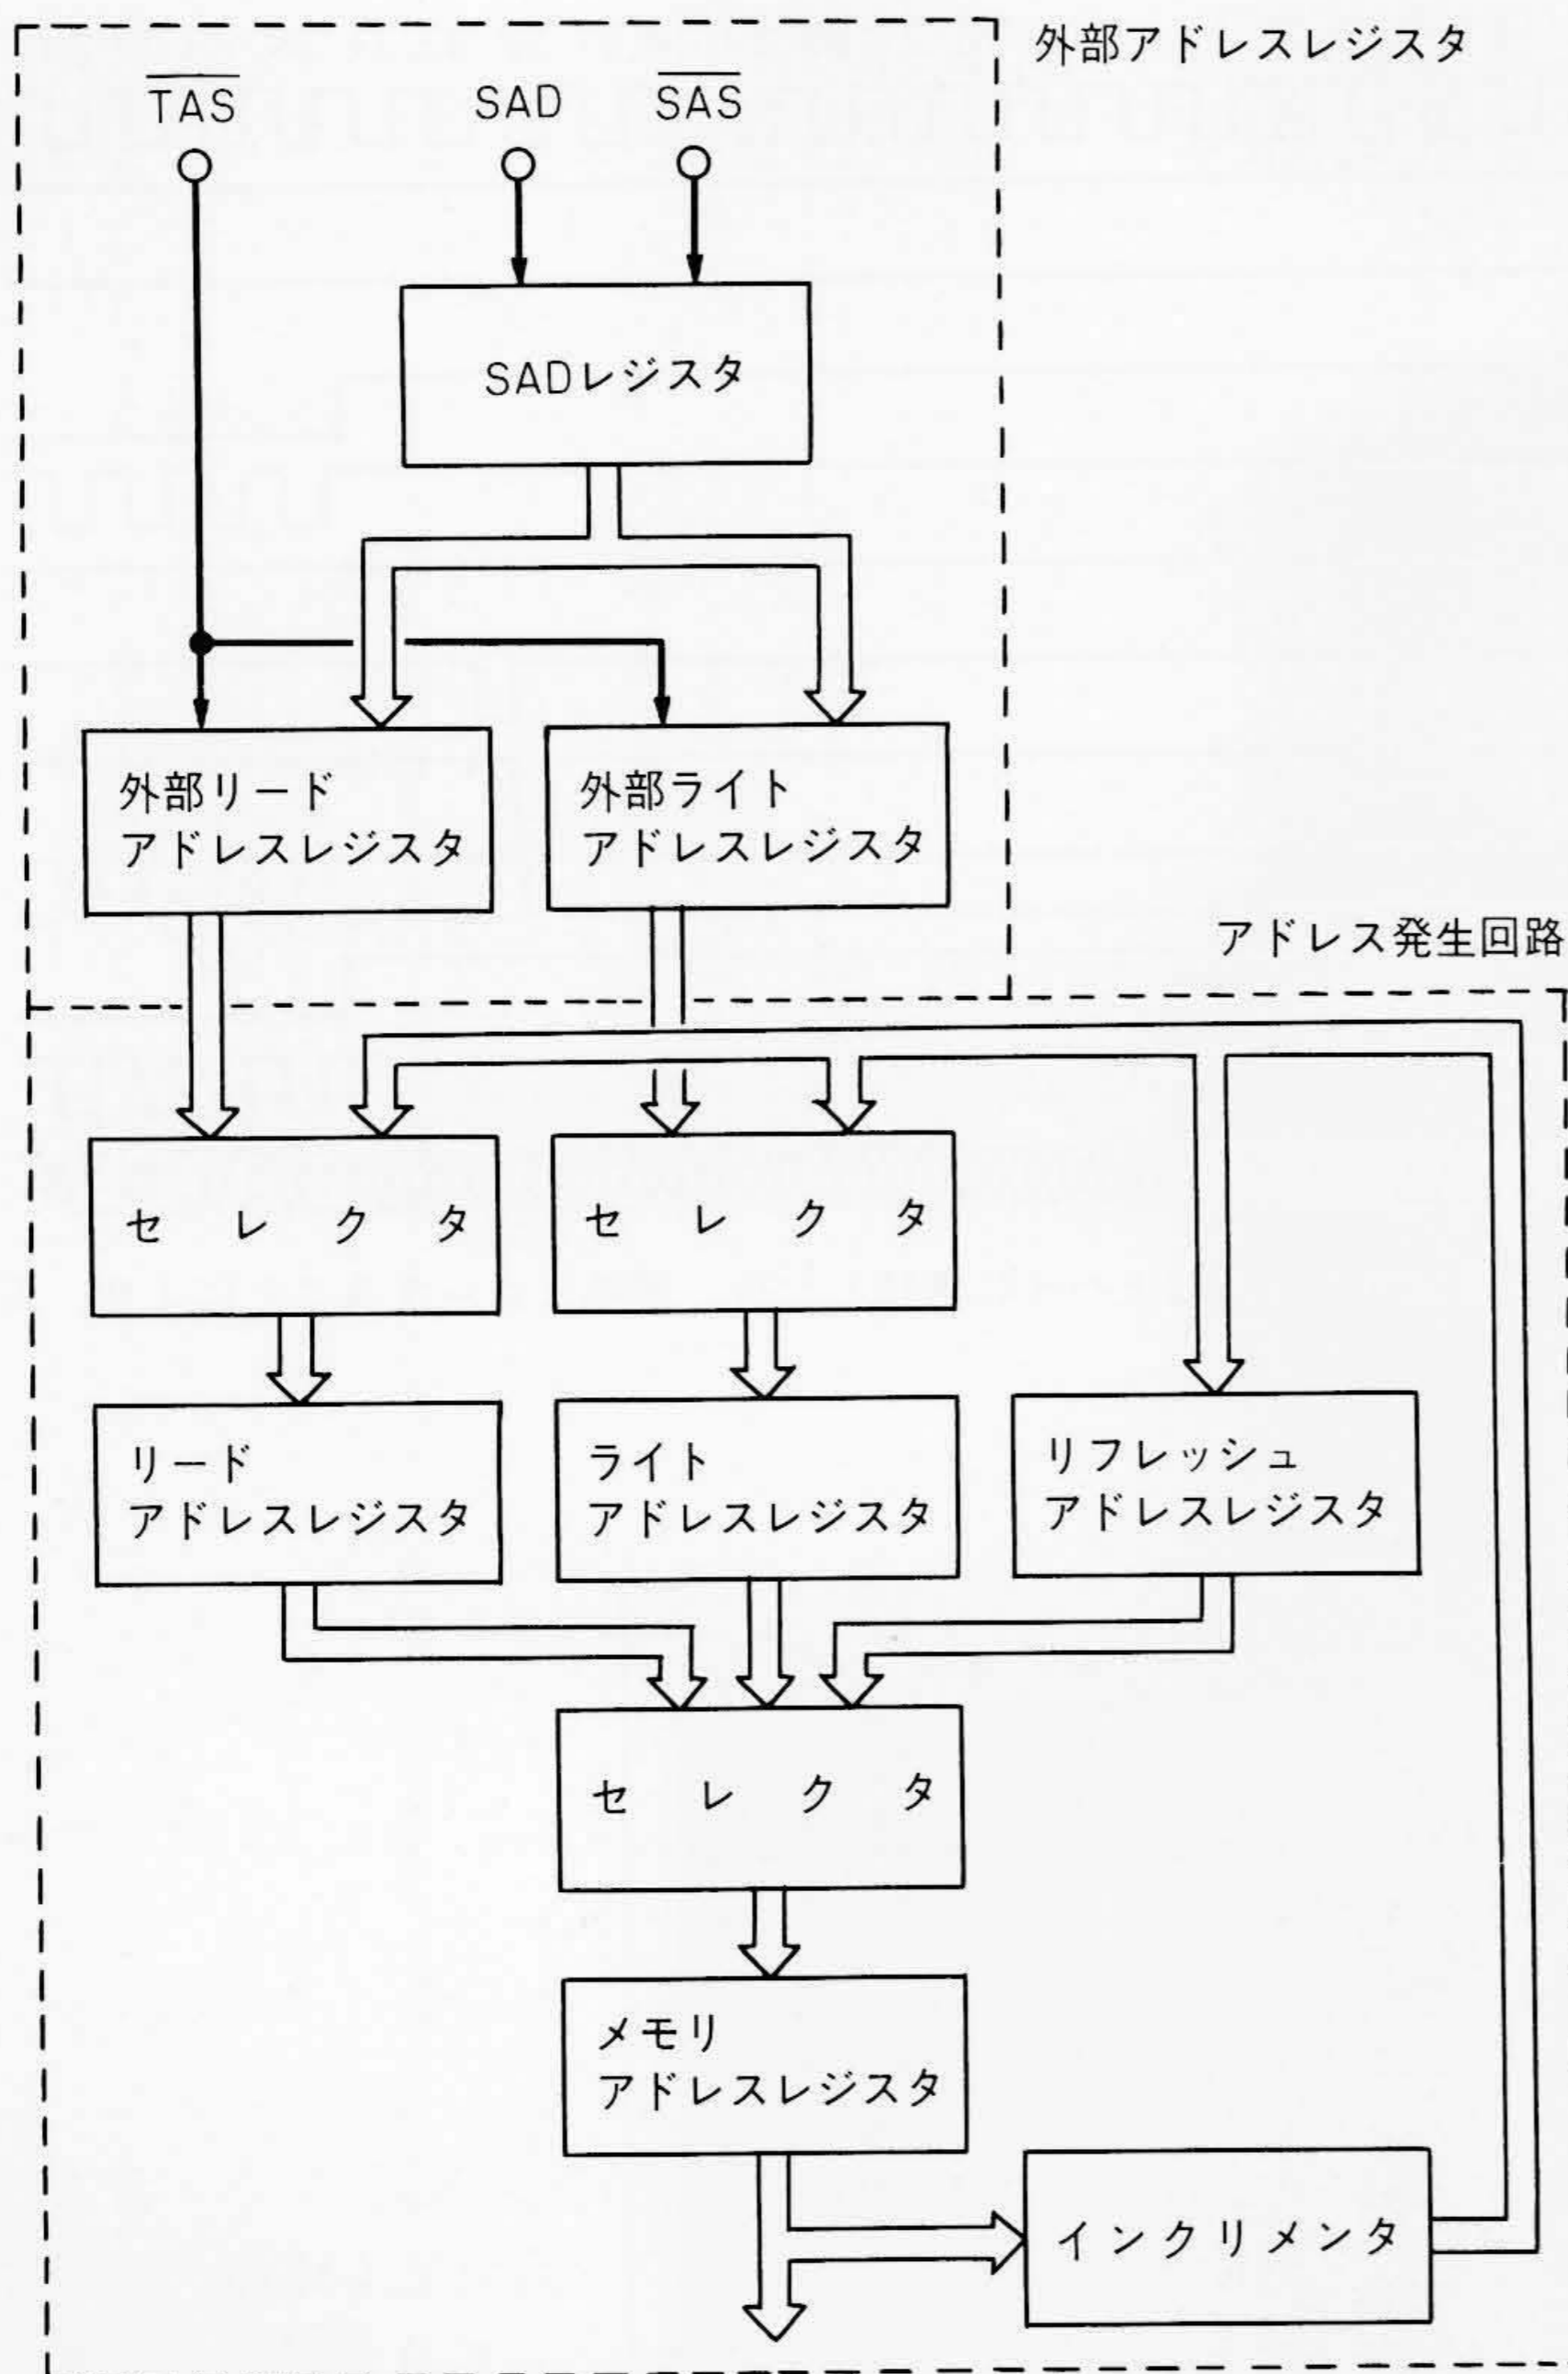 外部アドレスレジスタ
TAS
SAD
SAS
SADレジスタ
外部リード
アドレスレジスタ
外部ライト
アドレスレジスタ
アドレス発生回路
セレクタ
セレクタ
リード
アドレスレジスタ
ライト
アドレスレジスタ
リフレッシュ
アドレスレジスタ
セレクタ
メモリ
アドレスレジスタ
インクリメンタ